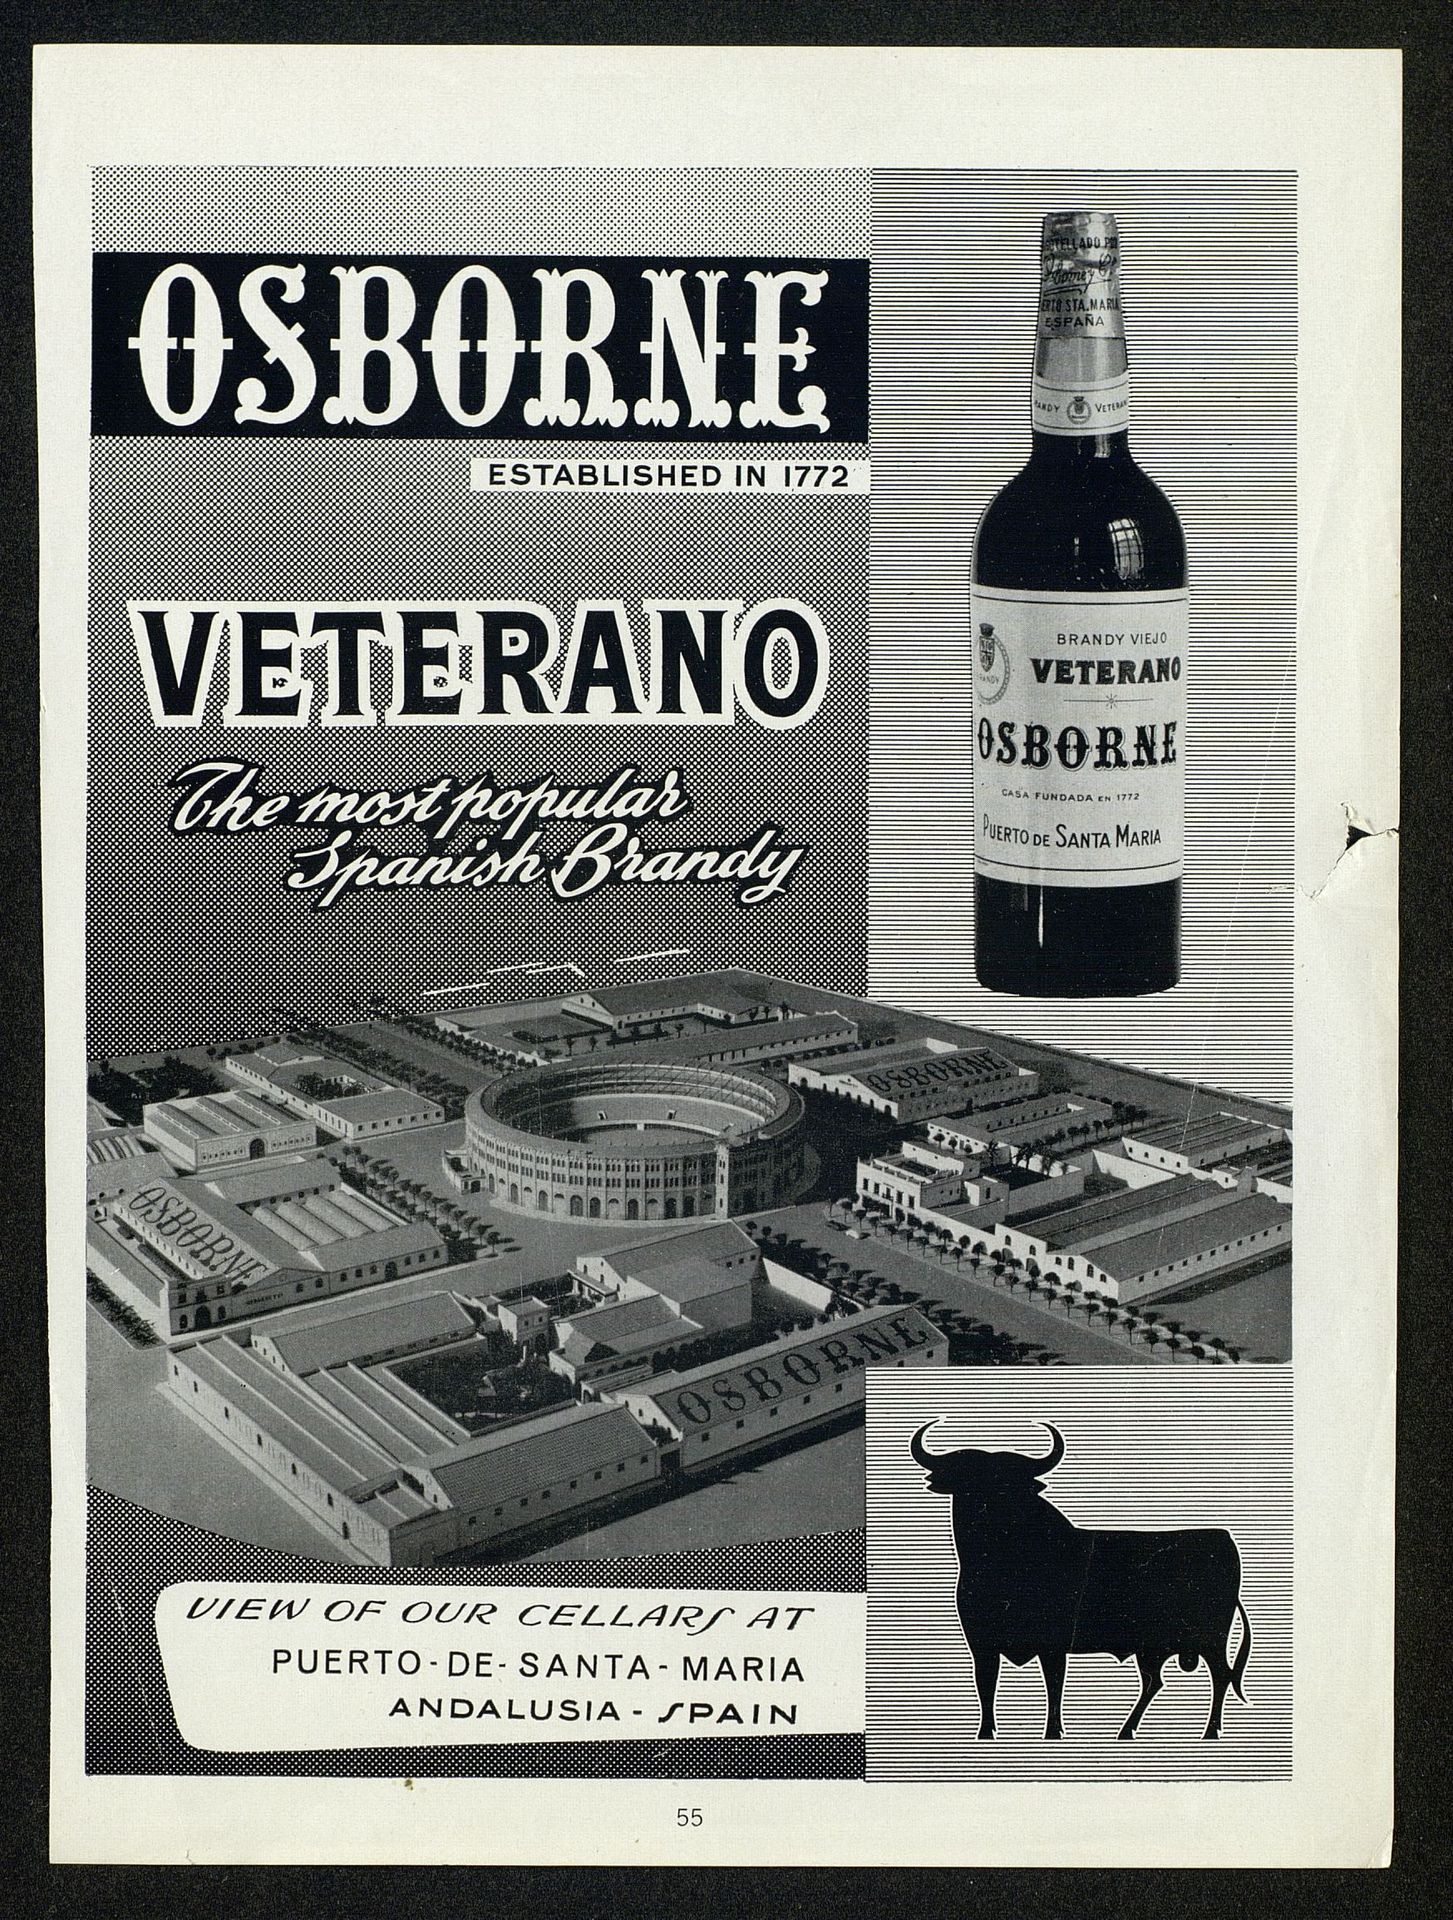 OSBORNE
ESTABLISHED IN 1772
VETERANO
The most popular
Spanish Brandy
ESPAÑA
BRANDY VIEJO
VETERANO
OSBORNE
CASA FUNDADA EN 1772
PUERTO DE SANTA MARIA
OSBORNE
OSBORNE
OSBORNE
VIEW OF OUR CELLARS AT
PUERTO-DE-SANTA-MARIA
ANDALUSIA - SPAIN
55